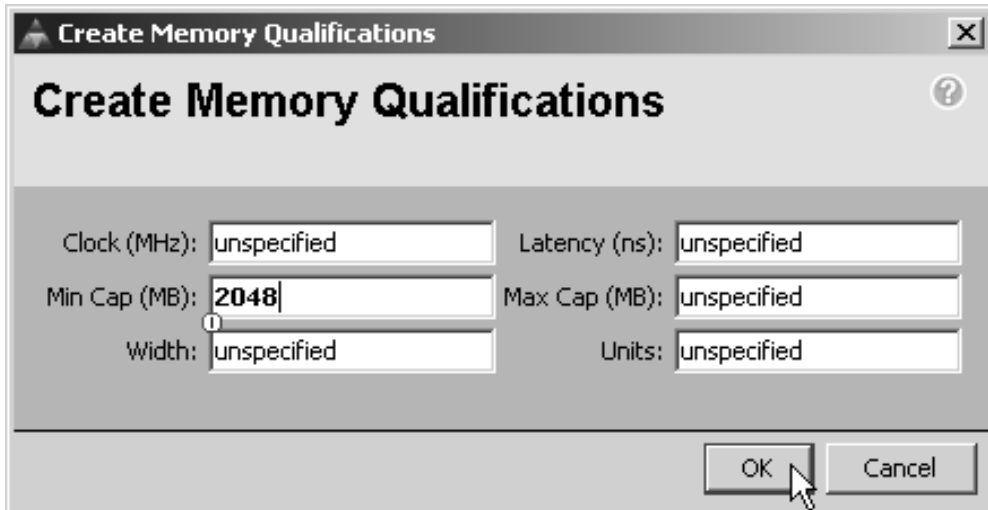 Create Memory Qualifications
Create Memory Qualifications
?
Clock (MHz): unspecified Latency (ns): unspecified
Min Cap (MB): 2048 Max Cap (MB): unspecified
Width: unspecified Units: unspecified
OK Cancel